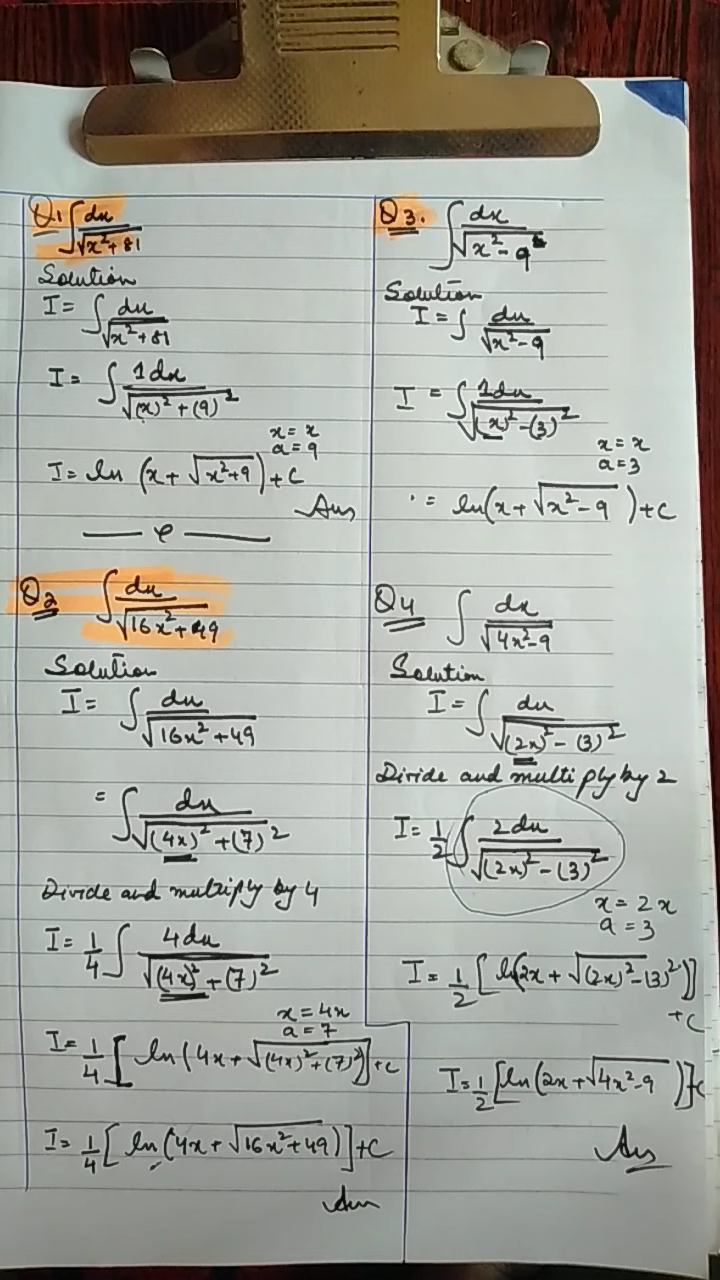 Q.1 ∫ dx/√x²+81
Solution
I = ∫ dx/√x²+81
I = ∫ 1dx/√(x)²+(9)²
x = x
a = 9
I = ln (x + √x²+9) + c
Ans
Q2 ∫ dx/√16x²+49
Solution
I = ∫ dx/√16x²+49
= ∫ dx/√(4x)²+(7)²
Divide and multiply by 4
I = 1/4 ∫ 4dx/√(4x)²+(7)²
x = 4x
a = 7
I = 1/4 [ ln (4x + √(4x)²+(7)²)] + c
I = 1/4 [ ln (4x + √16x²+49)] + C
Ans
Q3. ∫ dx/√x²-9
Solution
I = ∫ dx/√x²-9
I = ∫ 1dx/√(x)²-(3)²
x = x
a = 3
= ln(x + √x²-9 ) + c
Q4 ∫ dx/√4x²-9
Solution
I = ∫ dx/√(2x)²-(3)²
Divide and multiply by 2
I = 1/2 ∫ 2dx/√(2x)²-(3)²
x = 2x
a = 3
I = 1/2 [ ln(2x + √(2x)²-(3)²)]
+ c
I = 1/2 [ln (2x + √4x²-9 )] + c
Ans